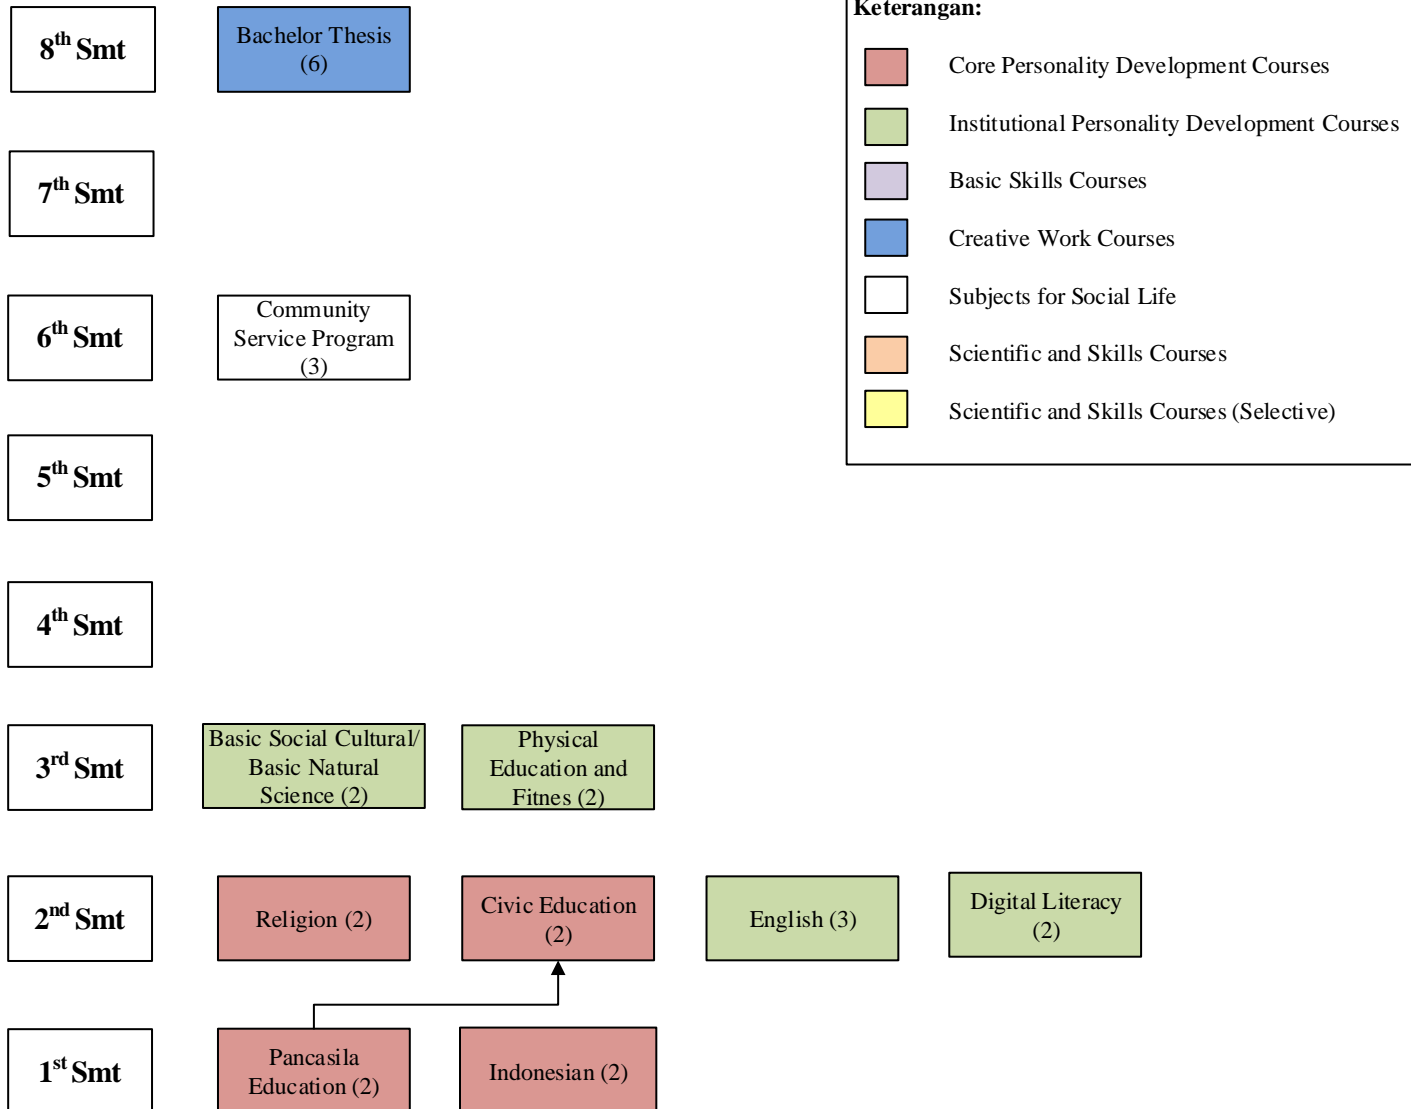 8th Smt
Bachelor Thesis
(6)
7th Smt
6th Smt
Community
Service Program
(3)
5th Smt
4th Smt
3rd Smt
Basic Social Cultural/
Basic Natural
Science (2)
Physical
Education and
Fitnes (2)
2nd Smt
Religion (2)
Civic Education
(2)
English (3)
Digital Literacy
(2)
1st Smt
Pancasila
Education (2)
Indonesian (2)
Keterangan:
Core Personality Development Courses
Institutional Personality Development Courses
Basic Skills Courses
Creative Work Courses
Subjects for Social Life
Scientific and Skills Courses
Scientific and Skills Courses (Selective)